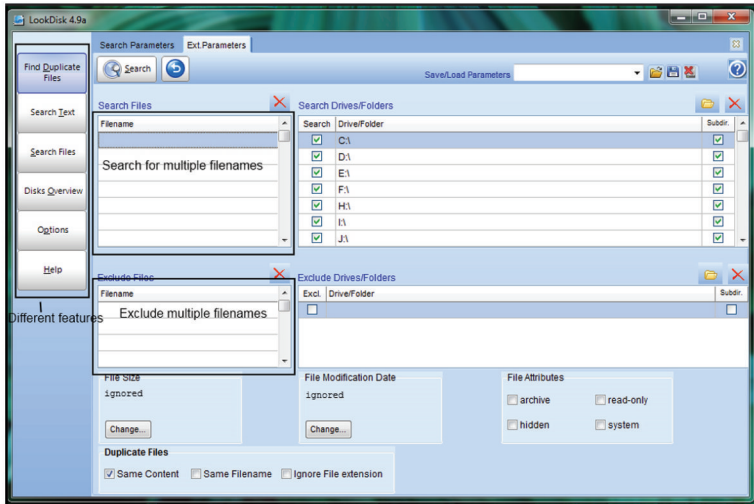 LookDisk 4.9a
Search Parameters Ext.Parameters
Find Duplicate
Files
Search
Save/Load Parameters
Search Text
Search Files
Disks Overview
Options
Help
Different features
Search Files
Filename
Search for multiple filenames
Search Drives/Folders
Search Drive/Folder Subdir.
C:\
D:\
E:\
F:\
H:\
I:\
J:\
Exclude Files
Filename
Exclude multiple filenames
Exclude Drives/Folders
Excl. Drive/Folder Subdir.
File Size
ignored
Change...
File Modification Date
ignored
Change...
File Attributes
archive read-only
hidden system
Duplicate Files
Same Content Same Filename Ignore File extension